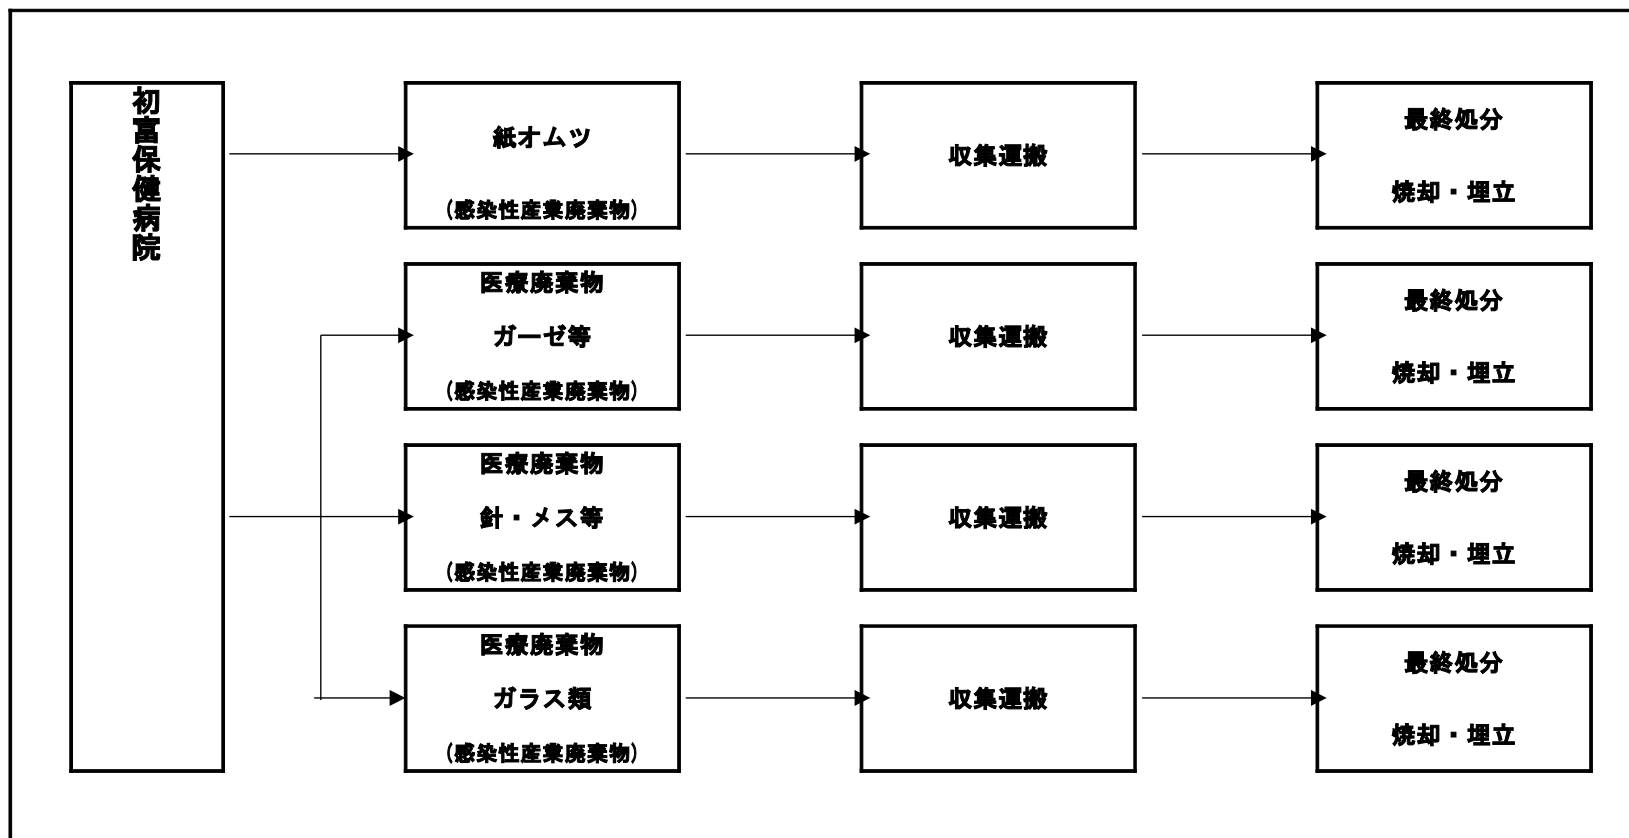 初富保健病院
紙オムツ
（感染性産業廃棄物）
収集運搬
最終処分
焼却・埋立
医療廃棄物
ガーゼ等
（感染性産業廃棄物）
収集運搬
最終処分
焼却・埋立
医療廃棄物
針・メス等
（感染性産業廃棄物）
収集運搬
最終処分
焼却・埋立
医療廃棄物
ガラス類
（感染性産業廃棄物）
収集運搬
最終処分
焼却・埋立